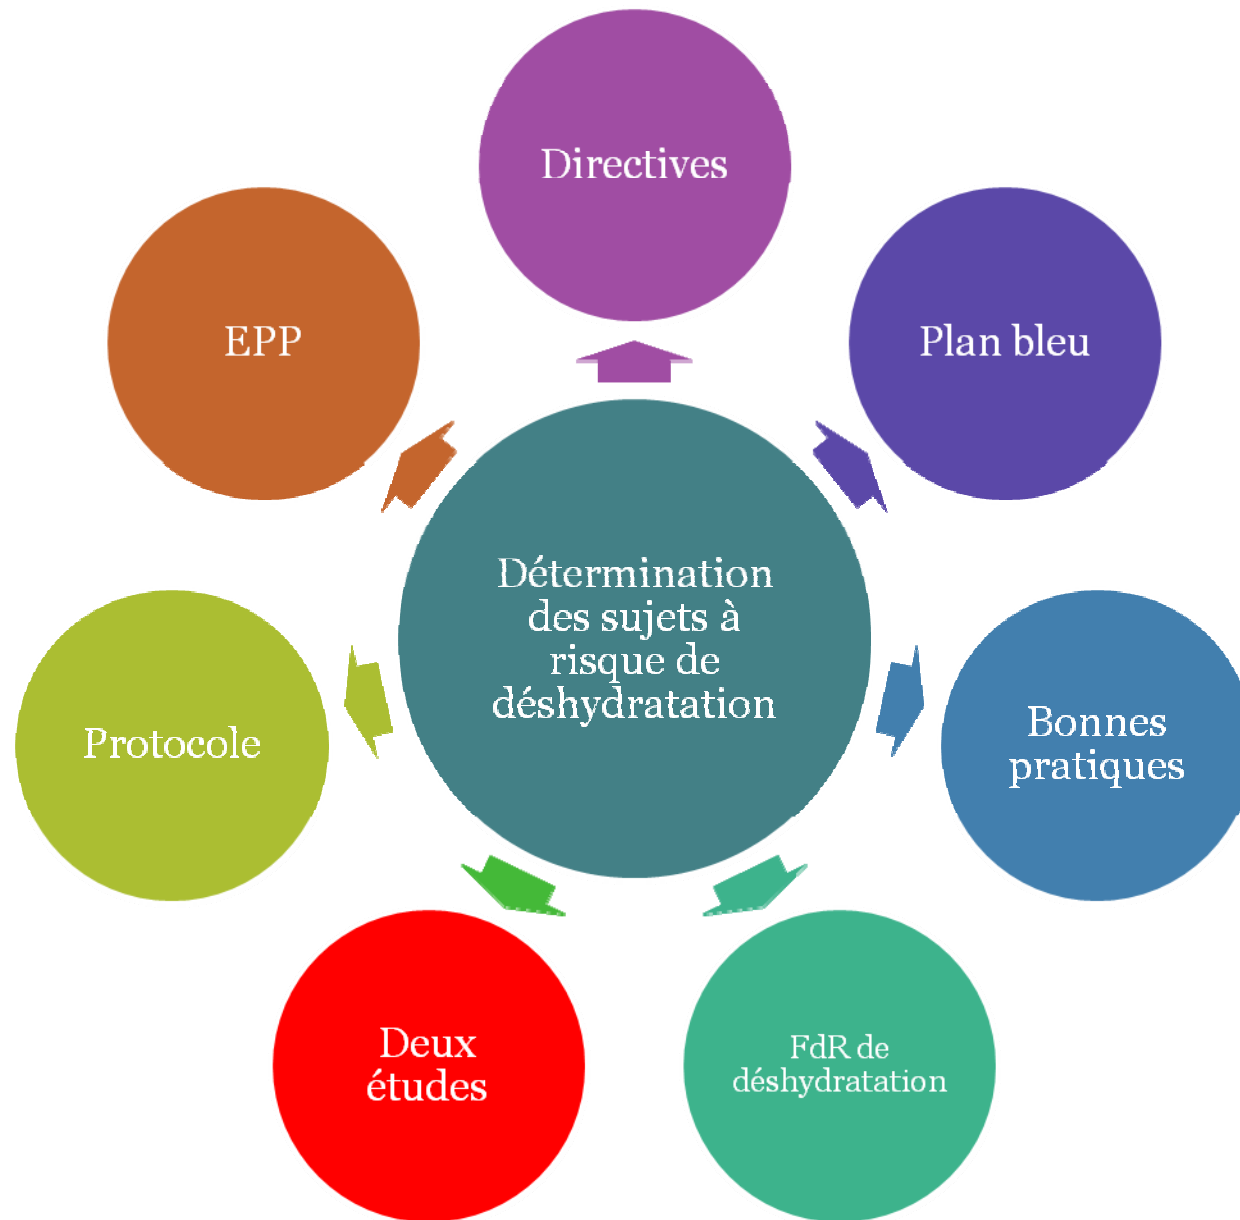 Directives
EPP
Plan bleu
Détermination
des sujets à
risque de
déshydratation
Protocole
Bonnes
pratiques
Deux
études
FdR de
déshydratation